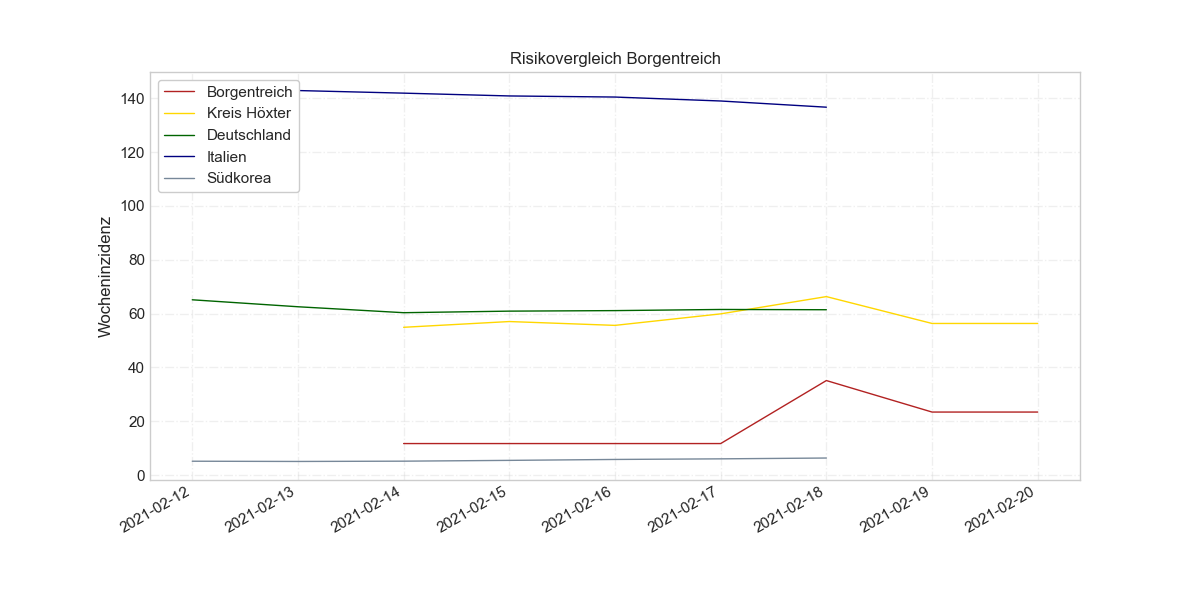 Risikovergleich Borgentreich
Borgentreich
Kreis Höxter
Deutschland
Italien
Südkorea
Wocheninzidenz
140
120
100
80
60
40
20
0
2021-02-12
2021-02-13
2021-02-14
2021-02-15
2021-02-16
2021-02-17
2021-02-18
2021-02-19
2021-02-20